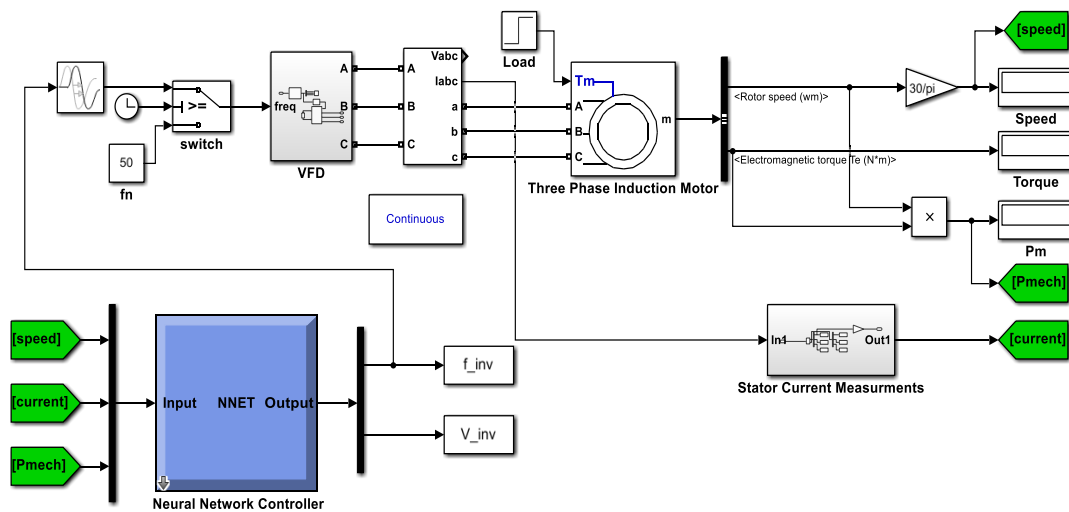 [speed]
Vabc
Iabc
a
b
c
A
B
C
Load
Tm
A
B
C
m
Three Phase Induction Motor
<Rotor speed (wm)>
30/pi
Speed
<Electromagnetic torque Te (N*m)>
Torque
×
Pm
[Pmech]
>=
switch
50
fn
freq
A
B
C
VFD
Continuous
[speed]
[current]
[Pmech]
Input NNET Output
Neural Network Controller
f_inv
V_inv
In1
Out1
Stator Current Measurments
[current]